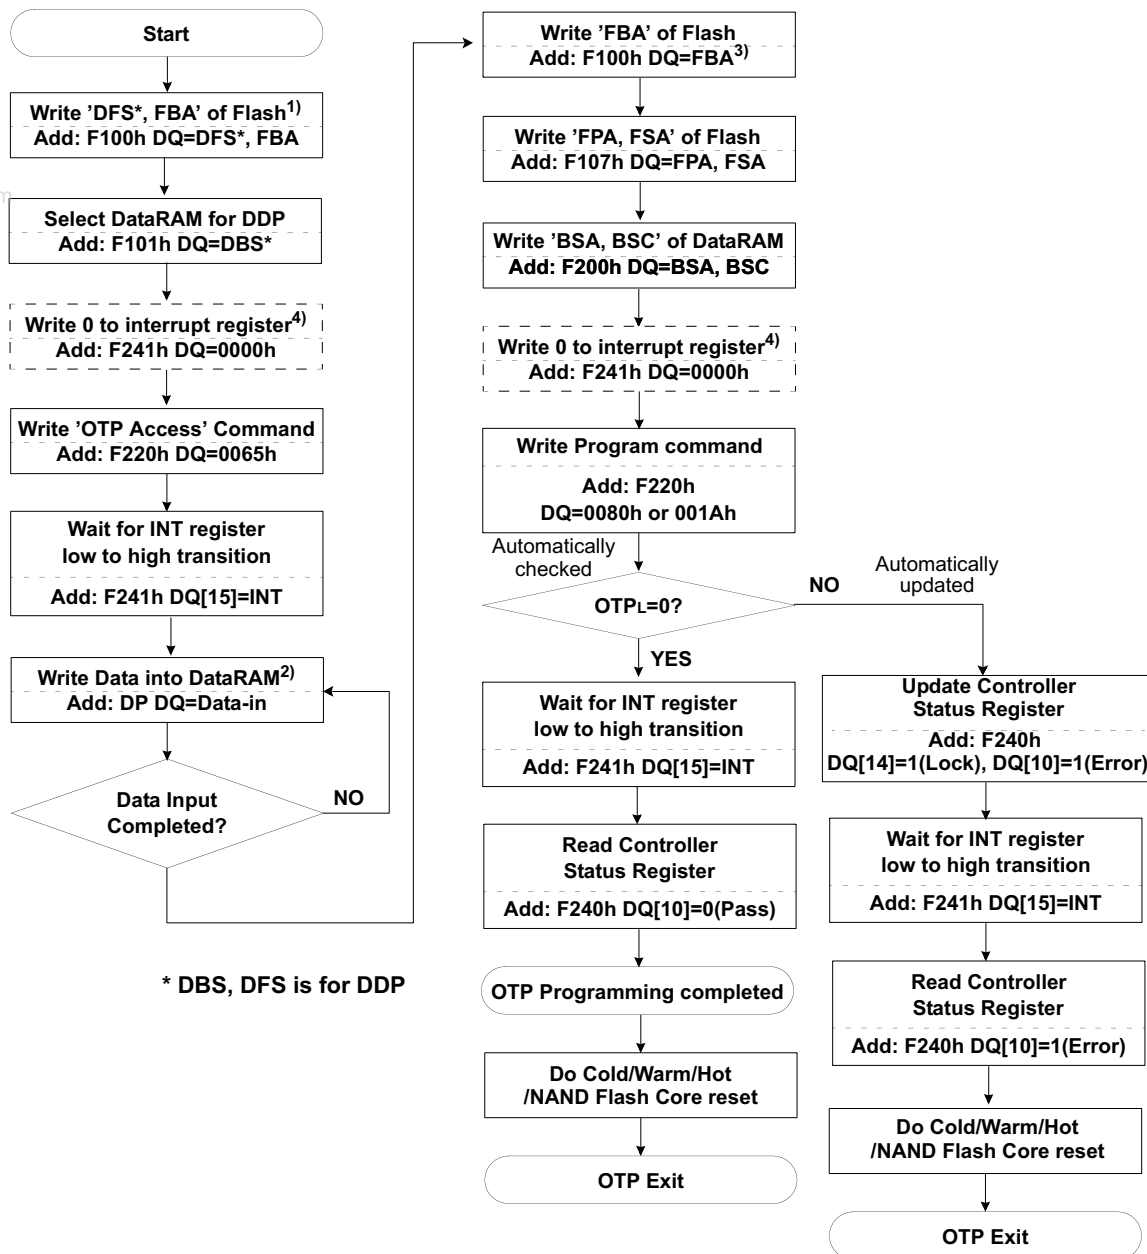 Start
Write 'DFS*, FBA' of Flash1)
Add: F100h DQ=DFS*, FBA
Select DataRAM for DDP
Add: F101h DQ=DBS*
Write 0 to interrupt register4)
Add: F241h DQ=0000h
Write 'OTP Access' Command
Add: F220h DQ=0065h
Wait for INT register
low to high transition
Add: F241h DQ[15]=INT
Write Data into DataRAM2)
Add: DP DQ=Data-in
Data Input
Completed?
NO
* DBS, DFS is for DDP
Write 'FBA' of Flash
Add: F100h DQ=FBA3)
Write 'FPA, FSA' of Flash
Add: F107h DQ=FPA, FSA
Write 'BSA, BSC' of DataRAM
Add: F200h DQ=BSA, BSC
Write 0 to interrupt register4)
Add: F241h DQ=0000h
Write Program command
Add: F220h
DQ=0080h or 001Ah
Automatically
checked
OTPL=0?
NO
YES
Wait for INT register
low to high transition
Add: F241h DQ[15]=INT
Read Controller
Status Register
Add: F240h DQ[10]=0(Pass)
OTP Programming completed
Do Cold/Warm/Hot
/NAND Flash Core reset
OTP Exit
Automatically
updated
Update Controller
Status Register
Add: F240h
DQ[14]=1(Lock), DQ[10]=1(Error)
Wait for INT register
low to high transition
Add: F241h DQ[15]=INT
Read Controller
Status Register
Add: F240h DQ[10]=1(Error)
Do Cold/Warm/Hot
/NAND Flash Core reset
OTP Exit